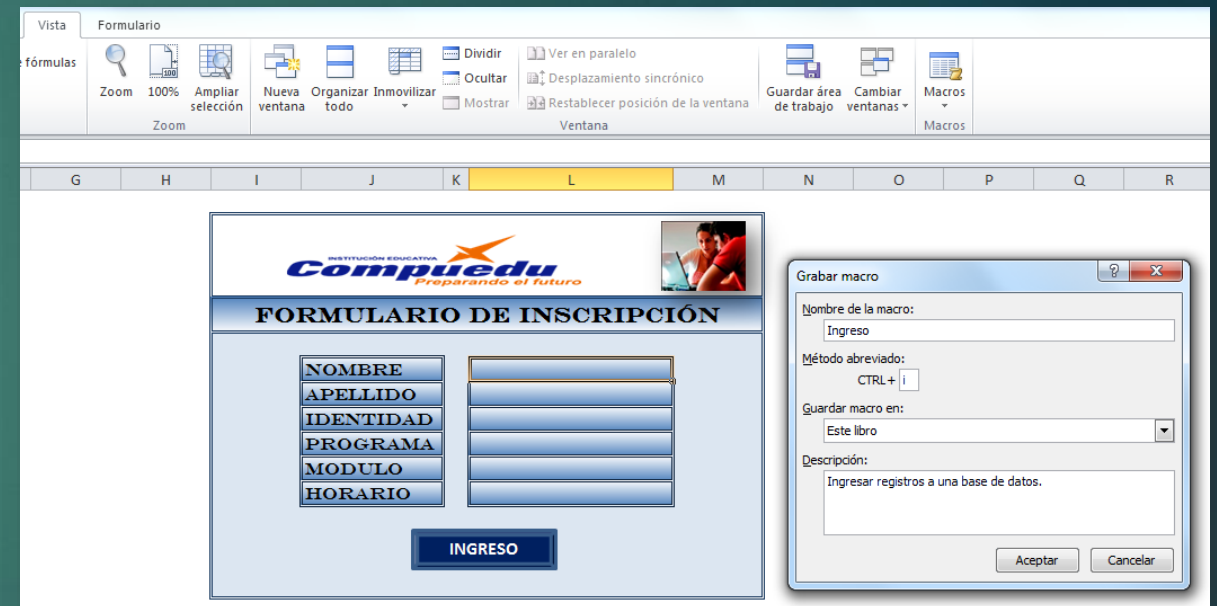 Vista Formulario
fórmulas
Zoom 100% Ampliar selección
Nueva ventana Organizar todo Inmovilizar
Dividir
Ocultar
Mostrar
Ver en paralelo
Desplazamiento sincrónico
Restablecer posición de la ventana
Guardar área de trabajo
Cambiar ventanas
Macros
Zoom Ventana Macros
G H I J K L M N O P Q R
INSTITUCIÓN EDUCATIVA
Compuedu
Preparando el futuro
FORMULARIO DE INSCRIPCIÓN
NOMBRE
APELLIDO
IDENTIDAD
PROGRAMA
MODULO
HORARIO
INGRESO
Grabar macro
Nombre de la macro:
Ingreso
Método abreviado:
CTRL+ i
Guardar macro en:
Este libro
Descripción:
Ingresar registros a una base de datos.
Aceptar Cancelar